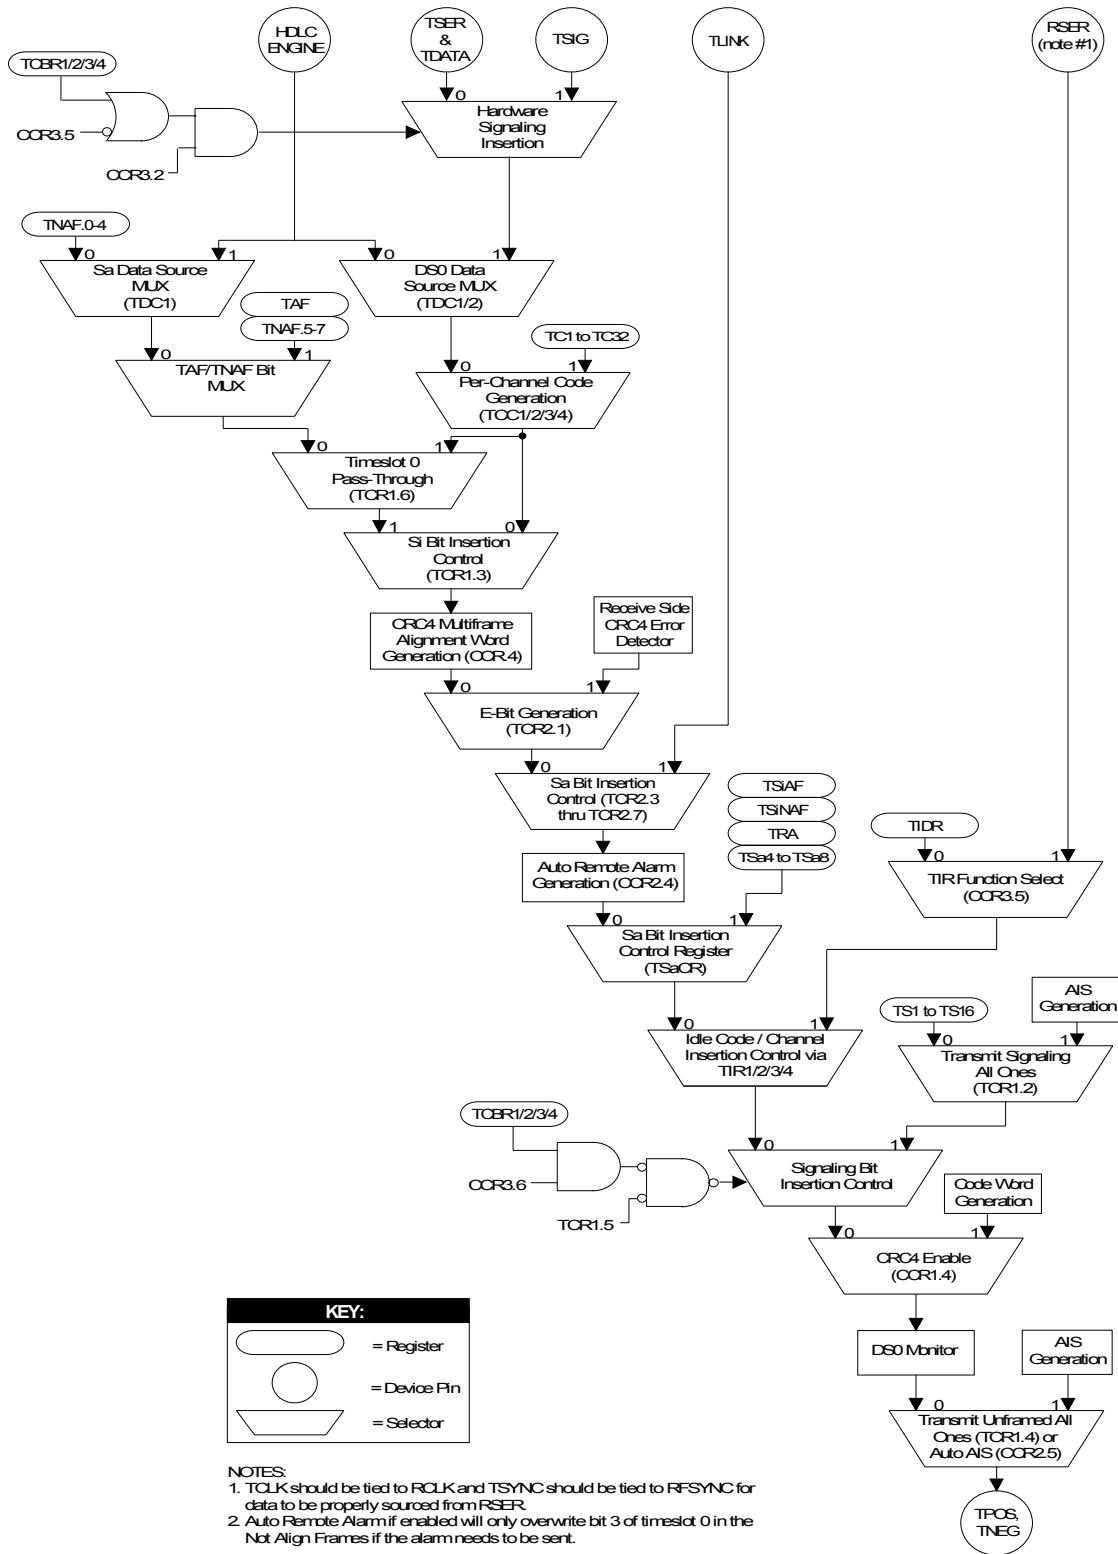 HDLC
ENGINE
TSER
&
TDATA
TSIG
TLINK
RSER
(note #1)
TCBR1/2/3/4
CCR3.5
CCR3.2
0
1
Hardware
Signaling
Insertion
TNAF.0-4
0
1
Sa Data Source
MUX
(TDC1)
0
1
DS0 Data
Source MUX
(TDC1/2)
TAF
TNAF.5-7
0
1
TAF/TNAF Bit
MUX
TC1 to TC32
0
1
Per-Channel Code
Generation
(TCC1/2/3/4)
0
1
Timeslot 0
Pass-Through
(TCR1.6)
1
0
Si Bit Insertion
Control
(TCR1.3)
CRC4 Multiframe
Alignment Word
Generation (CCR.4)
Receive Side
CRC4 Error
Detector
0
1
E-Bit Generation
(TCR2.1)
0
1
Sa Bit Insertion
Control (TCR2.3
thru TCR2.7)
TSiAF
TSiNAF
TRA
TSa4 to TSa8
Auto Remote Alarm
Generation (CCR2.4)
0
1
Sa Bit Insertion
Control Register
(TSaCR)
TIDR
0
1
TIR Function Select
(CCR3.5)
0
1
Idle Code / Channel
Insertion Control via
TIR1/2/3/4
TS1 to TS16
AIS
Generation
0
1
Transmit Signaling
All Ones
(TCR1.2)
TCBR1/2/3/4
CCR3.6
TCR1.5
0
1
Signaling Bit
Insertion Control
Code Word
Generation
0
1
CRC4 Enable
(CCR1.4)
DS0 Monitor
AIS
Generation
0
1
Transmit Unframed All
Ones (TCR1.4) or
Auto AIS (CCR2.5)
TPOS,
TNEG
KEY:
= Register
= Device Pin
= Selector
NOTES:
1. TCLK should be tied to RCLK and TSYNC should be tied to RFSYNC for
data to be properly sourced from RSER.
2. Auto Remote Alarm if enabled will only overwrite bit 3 of timeslot 0 in the
Not Align Frames if the alarm needs to be sent.